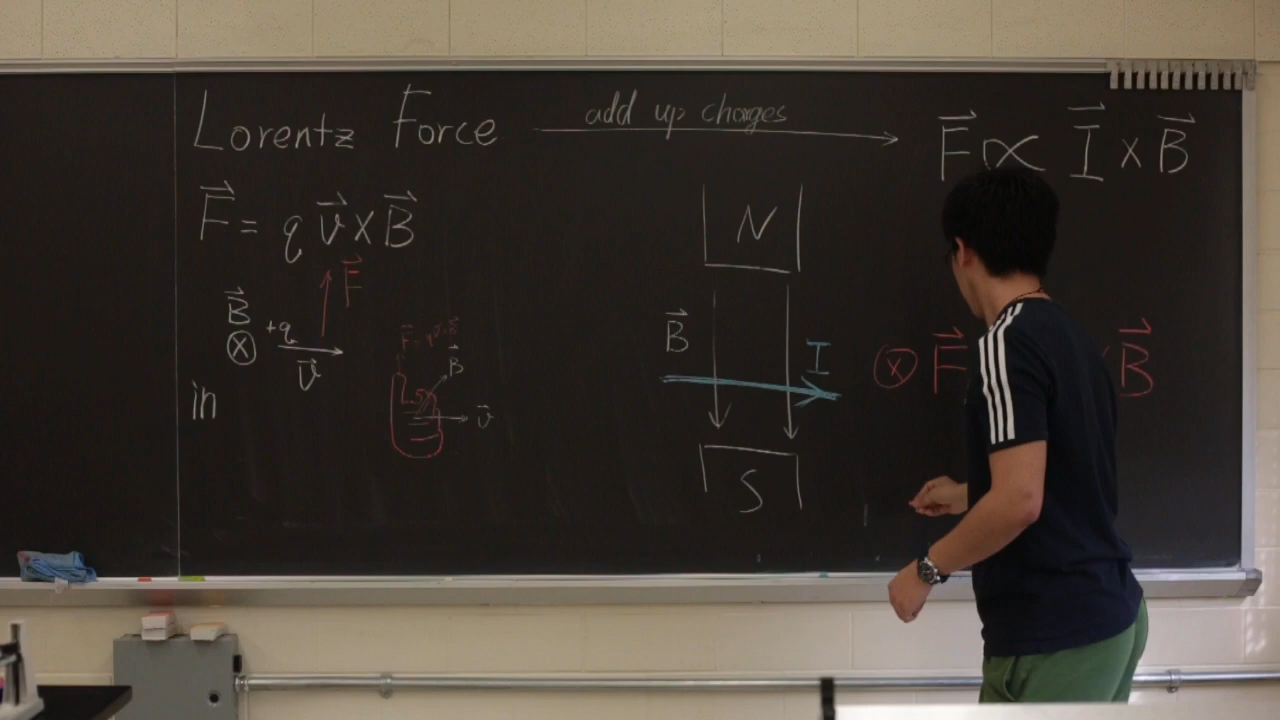 Lorentz Force
add up charges
F⃗ ∝ I⃗ × B⃗
F⃗ = q v⃗ × B⃗
F⃗
B⃗
+q
v⃗
in
F⃗ = q v⃗×B⃗
B⃗
v⃗
N
B⃗
I
S
F⃗
B⃗